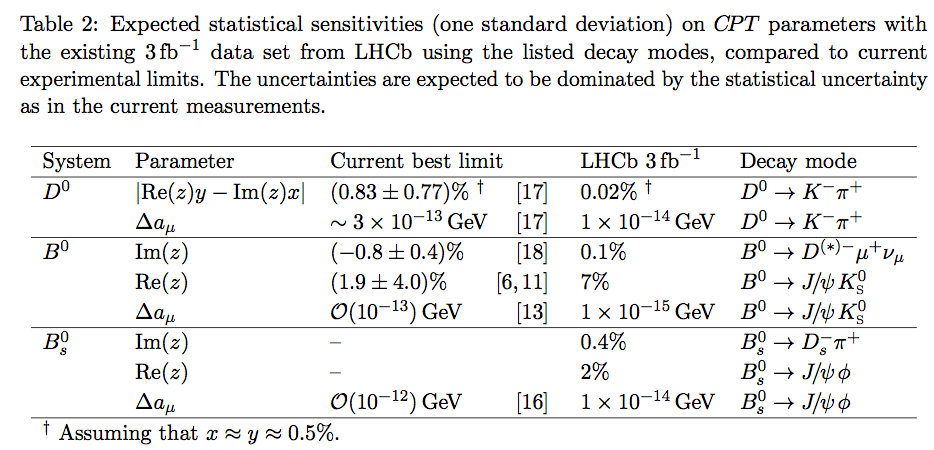 Table 2: Expected statistical sensitivities (one standard deviation) on CPT parameters with
the existing 3 fb⁻¹ data set from LHCb using the listed decay modes, compared to current
experimental limits. The uncertainties are expected to be dominated by the statistical uncertainty
as in the current measurements.
System Parameter Current best limit LHCb 3 fb⁻¹ Decay mode
D⁰ |Re(z)y − Im(z)x| (0.83 ± 0.77)% † [17] 0.02% † D⁰ → K⁻π⁺
Δaμ ∼ 3 × 10⁻¹³ GeV [17] 1 × 10⁻¹⁴ GeV D⁰ → K⁻π⁺
B⁰ Im(z) (−0.8 ± 0.4)% [18] 0.1% B⁰ → D⁽*⁾⁻μ⁺νμ
Re(z) (1.9 ± 4.0)% [6, 11] 7% B⁰ → J/ψ K⁰S
Δaμ O(10⁻¹³) GeV [13] 1 × 10⁻¹⁵ GeV B⁰ → J/ψ K⁰S
B⁰s Im(z) – 0.4% B⁰s → D⁻sπ⁺
Re(z) – 2% B⁰s → J/ψ ϕ
Δaμ O(10⁻¹²) GeV [16] 1 × 10⁻¹⁴ GeV B⁰s → J/ψ ϕ
† Assuming that x ≈ y ≈ 0.5%.